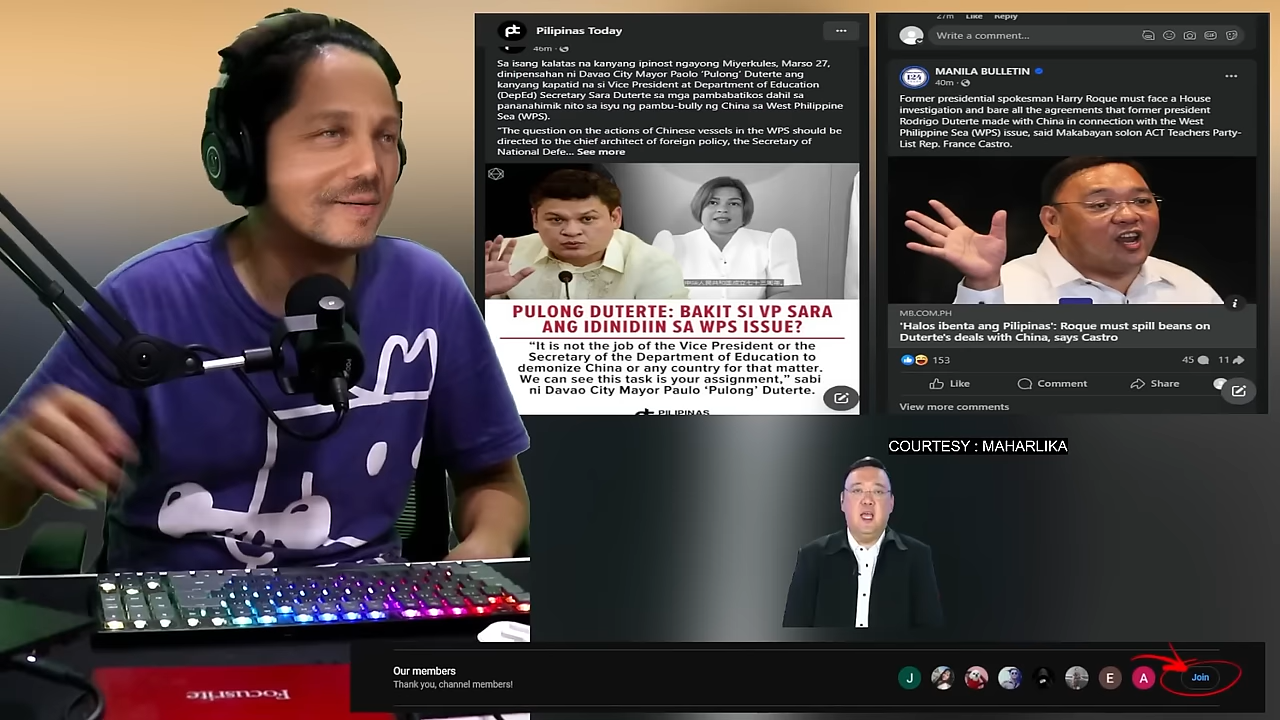 Pilipinas Today
46m
Sa isang kalatas na kanyang ipinost ngayong Miyerkules, Marso 27,
dinipensahan ni Davao City Mayor Paolo ‘Pulong’ Duterte ang
kanyang kapatid na si Vice President at Department of Education
(DepEd) Secretary Sara Duterte sa mga pambabatikos dahil sa
pananahimik nito sa isyu ng pambu-bully ng China sa West Philippine
Sea (WPS).
“The question on the actions of Chinese vessels in the WPS should be
directed to the chief architect of foreign policy, the Secretary of
National Defe... See more
PULONG DUTERTE: BAKIT SI VP SARA
ANG IDINIDIIN SA WPS ISSUE?
“It is not the job of the Vice President or the
Secretary of the Department of Education to
demonize China or any country for that matter.
We can see this task is your assignment,” sabi
ni Davao City Mayor Paulo ‘Pulong’ Duterte.
PILIPINAS
27m Like Reply
Write a comment...
124
MANILA BULLETIN
40m
Former presidential spokesman Harry Roque must face a House
investigation and bare all the agreements that former president
Rodrigo Duterte made with China in connection with the West
Philippine Sea (WPS) issue, said Makabayan solon ACT Teachers Party-
List Rep. France Castro.
MB.COM.PH
'Halos ibenta ang Pilipinas': Roque must spill beans on
Duterte's deals with China, says Castro
153 45 11
Like Comment Share
View more comments
COURTESY : MAHARLIKA
Focusrite
Our members
Thank you, channel members!
J E A Join